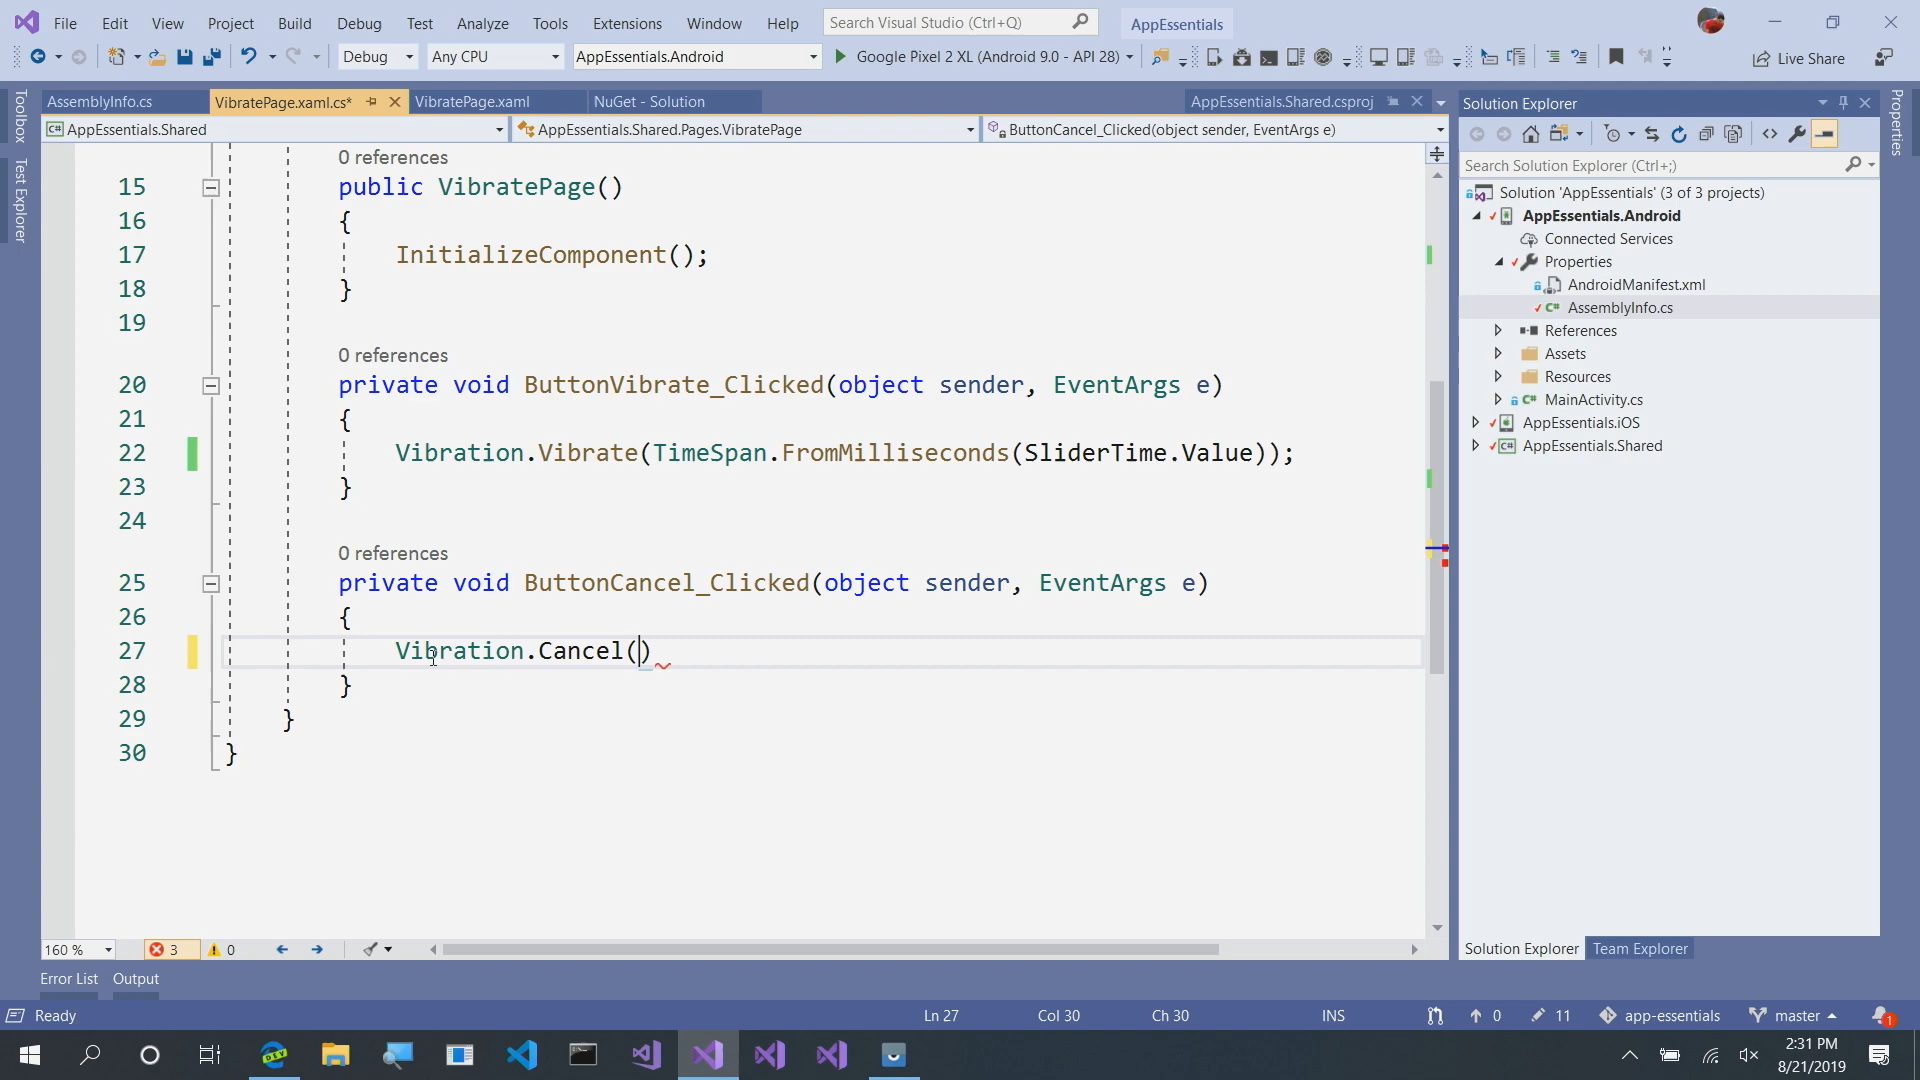 File Edit View Project Build Debug Test Analyze Tools Extensions Window Help Search Visual Studio (Ctrl+Q) AppEssentials
Debug Any CPU AppEssentials.Android Google Pixel 2 XL (Android 9.0 - API 28) Live Share
Toolbox
Test Explorer
AssemblyInfo.cs VibratePage.xaml.cs* VibratePage.xaml NuGet - Solution AppEssentials.Shared.csproj
AppEssentials.Shared AppEssentials.Shared.Pages.VibratePage ButtonCancel_Clicked(object sender, EventArgs e)
0 references
15 public VibratePage()
16 {
17 InitializeComponent();
18 }
19
0 references
20 private void ButtonVibrate_Clicked(object sender, EventArgs e)
21 {
22 Vibration.Vibrate(TimeSpan.FromMilliseconds(SliderTime.Value));
23 }
24
0 references
25 private void ButtonCancel_Clicked(object sender, EventArgs e)
26 {
27 Vibration.Cancel()
28 }
29 }
30 }
160 % 3 0
Solution Explorer
Search Solution Explorer (Ctrl+;)
Solution 'AppEssentials' (3 of 3 projects)
AppEssentials.Android
Connected Services
Properties
AndroidManifest.xml
AssemblyInfo.cs
References
Assets
Resources
MainActivity.cs
AppEssentials.iOS
AppEssentials.Shared
Solution Explorer Team Explorer
Properties
Error List Output
Ready Ln 27 Col 30 Ch 30 INS 0 11 app-essentials master 1
DEV
2:31 PM
8/21/2019